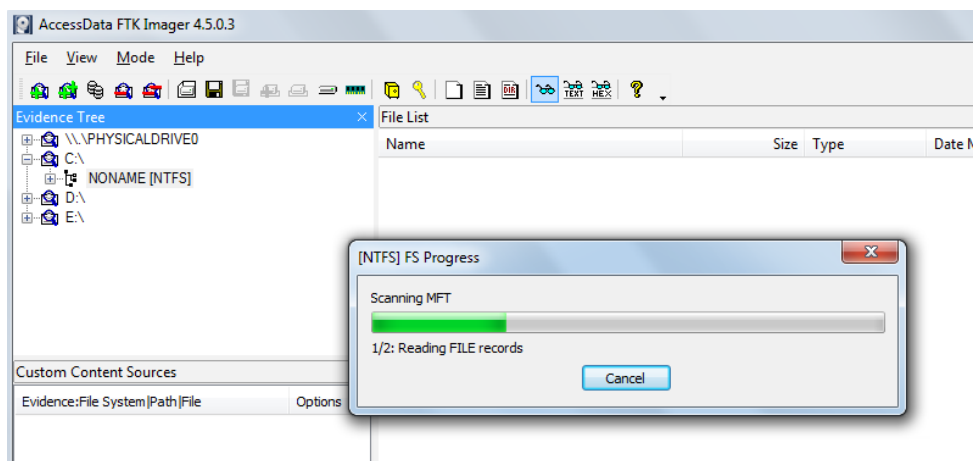 AccessData FTK Imager 4.5.0.3
File View Mode Help
TEXT HEX ?
Evidence Tree
File List
\\.\PHYSICALDRIVE0
C:\
NONAME [NTFS]
D:\
E:\
Name Size Type Date M
[NTFS] FS Progress
Scanning MFT
1/2: Reading FILE records
Cancel
Custom Content Sources
Evidence:File System|Path|File Options